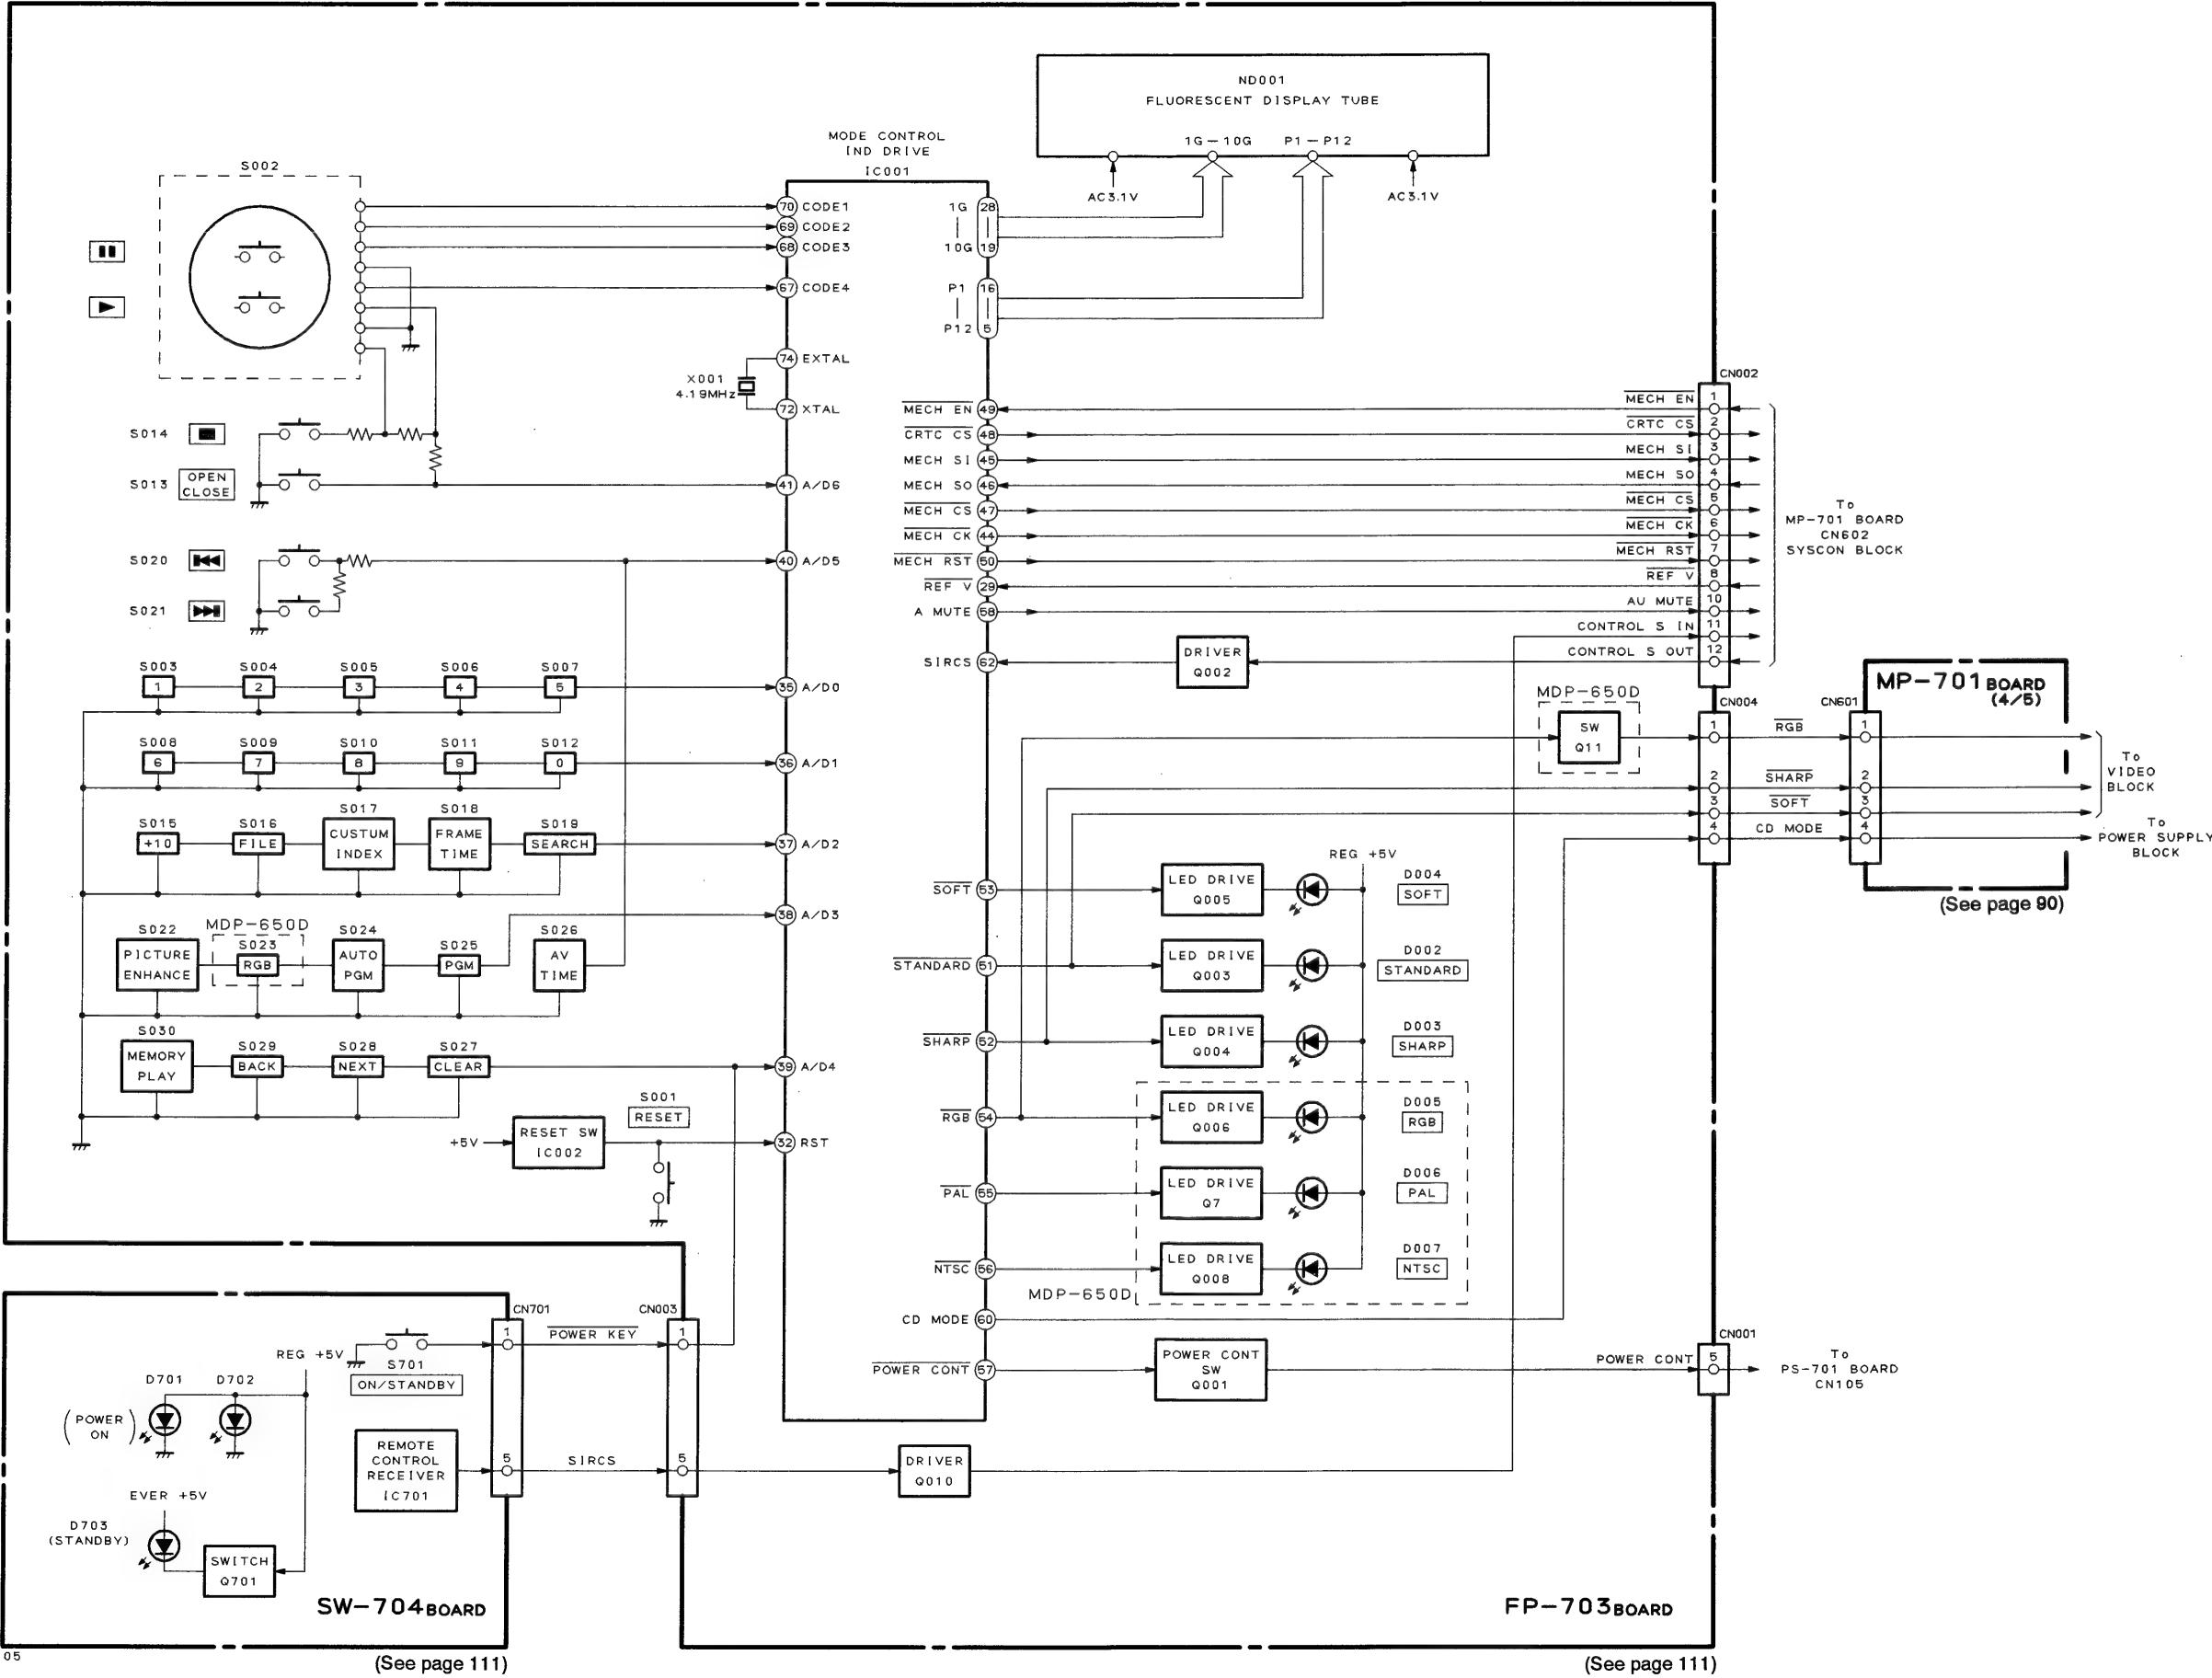 ND001
FLUORESCENT DISPLAY TUBE
1G－10G P1－P12
AC3.1V
AC3.1V
MODE CONTROL
IND DRIVE
IC001
S002
70 CODE1
69 CODE2
68 CODE3
67 CODE4
74 EXTAL
72 XTAL
X001
4.19MHz
1G 28
10G 19
P1 16
P12 5
S014
S013 OPEN
CLOSE
41 A/D6
S020
40 A/D5
S021
MECH EN 49
CRTC CS 48
MECH SI 45
MECH SO 46
MECH CS 47
MECH CK 44
MECH RST 50
REF V 29
A MUTE 58
SIRCS 62
DRIVER
Q002
CN002
MECH EN 1
CRTC CS 2
MECH SI 3
MECH SO 4
MECH CS 5
MECH CK 6
MECH RST 7
REF V 8
AU MUTE 10
CONTROL S IN 11
CONTROL S OUT 12
To
MP-701 BOARD
CN602
SYSCON BLOCK
S003 S004 S005 S006 S007
1 2 3 4 5
35 A/D0
S008 S009 S010 S011 S012
6 7 8 9 0
36 A/D1
S015 S016 S017 S018 S019
+10 FILE CUSTUM
INDEX FRAME
TIME SEARCH
37 A/D2
38 A/D3
S022 MDP-650D S023 S024 S025 S026
PICTURE
ENHANCE RGB AUTO
PGM PGM AV
TIME
S030 S029 S028 S027
MEMORY
PLAY BACK NEXT CLEAR
39 A/D4
S001
RESET
+5V RESET SW
IC002
32 RST
MDP-650D
SW
Q11
CN004
1 RGB
2 SHARP
3 SOFT
4 CD MODE
CN601
1
2
3
4
MP-701 BOARD
(4/5)
To
VIDEO
BLOCK
To
POWER SUPPLY
BLOCK
(See page 90)
REG +5V
SOFT 53 LED DRIVE
Q005 D004
SOFT
STANDARD 51 LED DRIVE
Q003 D002
STANDARD
SHARP 52 LED DRIVE
Q004 D003
SHARP
RGB 54 LED DRIVE
Q006 D005
RGB
PAL 55 LED DRIVE
Q7 D006
PAL
NTSC 56 LED DRIVE
Q008 D007
NTSC
MDP-650D
CD MODE 60
POWER CONT 57 POWER CONT
SW
Q001
POWER CONT
CN001
5
To
PS-701 BOARD
CN105
CN701
CN003
1 POWER KEY 1
REG +5V
S701
ON/STANDBY
D701 D702
(POWER
ON)
REMOTE
CONTROL
RECEIVER
IC701
5 SIRCS 5
DRIVER
Q010
EVER +5V
D703
(STANDBY)
SWITCH
Q701
SW-704 BOARD
FP-703 BOARD
05
(See page 111)
(See page 111)